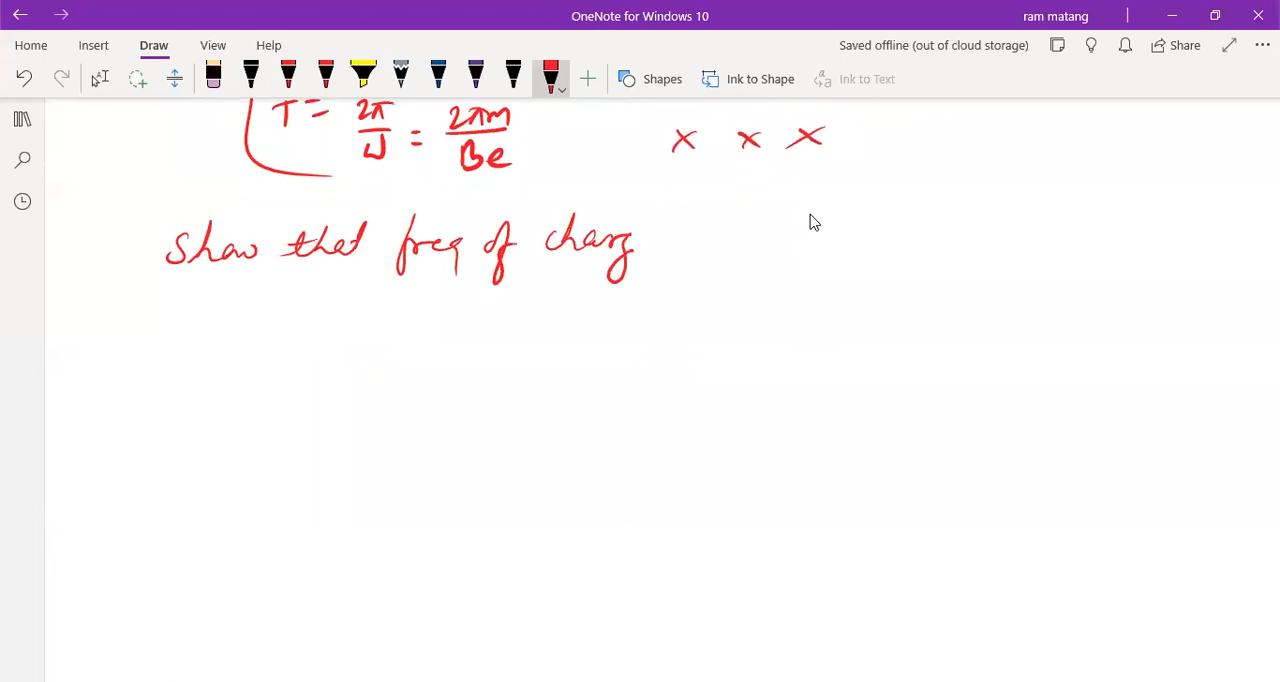 OneNote for Windows 10
ram matang
Home Insert Draw View Help
Saved offline (out of cloud storage)
Share
Shapes
Ink to Shape
Ink to Text
T = 2π/ω = 2πm/Be
x x x
Show that freq of charg